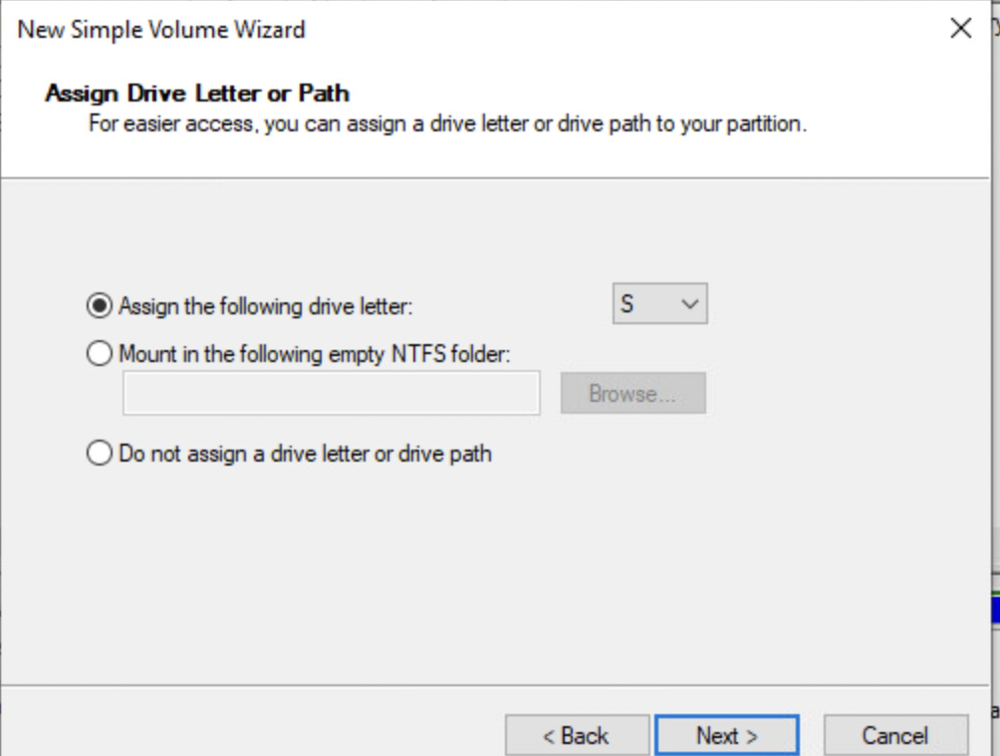 New Simple Volume Wizard
Assign Drive Letter or Path
For easier access, you can assign a drive letter or drive path to your partition.
Assign the following drive letter: S
Mount in the following empty NTFS folder:
Browse...
Do not assign a drive letter or drive path
< Back Next > Cancel